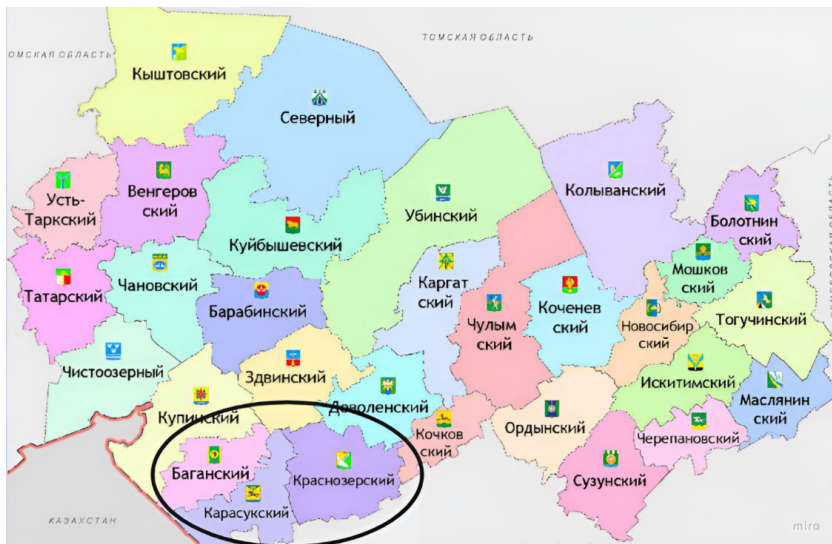 ОМСКАЯ ОБЛАСТЬ
ТОМСКАЯ ОБЛАСТЬ
Кыштовский
Северный
Усть-
Таркский
Венгеров
ский
Куйбышевский
Убинский
Колыванский
Болотнин
ский
Татарский
Чановский
Барабинский
Каргат
ский
Чулым
ский
Коченев
ский
Мошков
ский
Новосибир
ский
Тогучинский
Чистоозерный
Здвинский
Купинский
Доволенский
Кочков
ский
Ордынский
Искитимский
Маслянин
ский
Черепановский
Сузунский
Баганский
Карасукский
Краснозерский
КАЗАХСТАН
miro